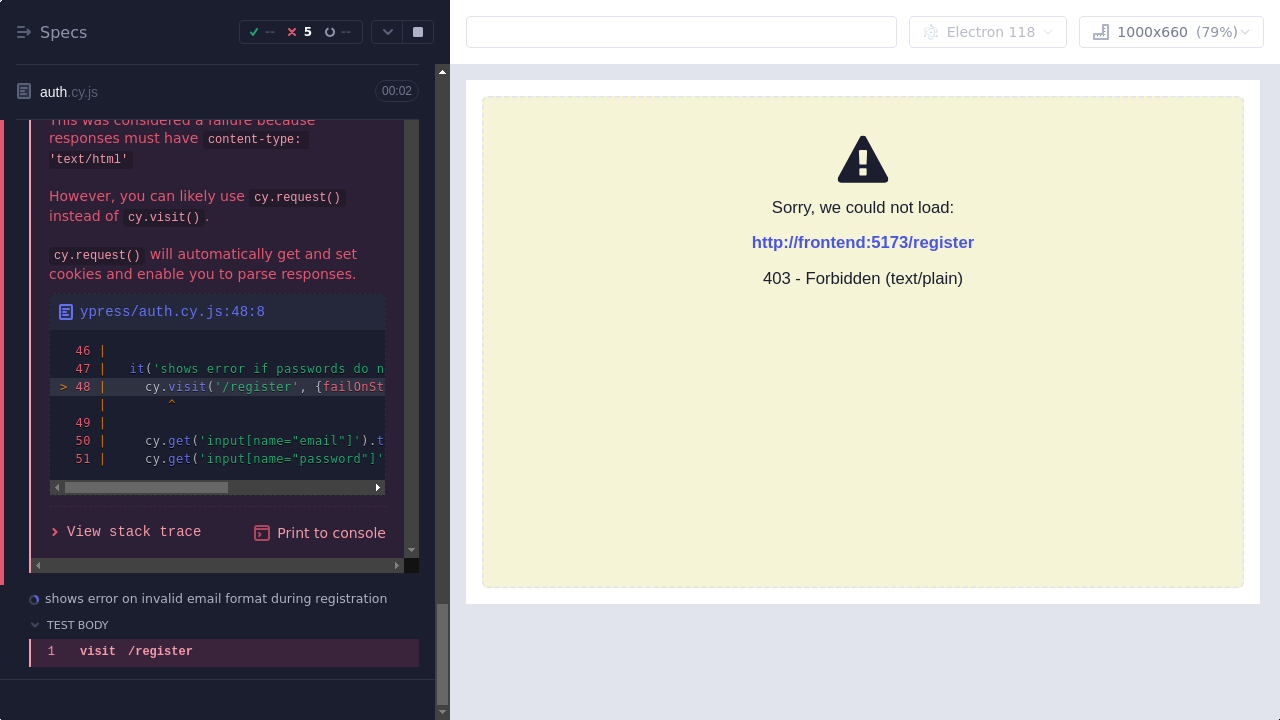 Specs
--
5
--
Electron 118
1000x660 (79%)
auth.cy.js
00:02
This was considered a failure because
responses must have content-type:
'text/html'
However, you can likely use cy.request()
instead of cy.visit().
cy.request() will automatically get and set
cookies and enable you to parse responses.
ypress/auth.cy.js:48:8
46 |
47 | it('shows error if passwords do n
> 48 | cy.visit('/register', {failOnSt
| ^
49 |
50 | cy.get('input[name="email"]').t
51 | cy.get('input[name="password"]'
View stack trace
Print to console
shows error on invalid email format during registration
TEST BODY
1 visit /register
Sorry, we could not load:
http://frontend:5173/register
403 - Forbidden (text/plain)